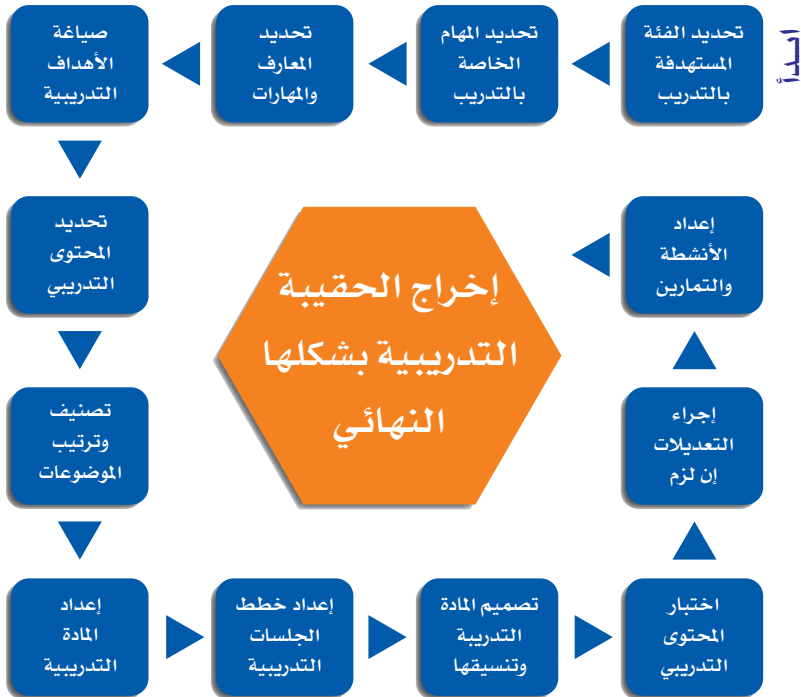 ابدأ
تحديد الفئة
المستهدفة
بالتدريب
تحديد المهام
الخاصة
بالتدريب
تحديد
المعارف
والمهارات
صياغة
الأهداف
التدريبية
تحديد
المحتوى
التدريبي
تصنيف
وترتيب
الموضوعات
إعداد
المادة
التدريبية
إعداد خطط
الجلسات
التدريبية
تصميم المادة
التدريبة
وتنسيقها
اختبار
المحتوى
التدريبي
إجراء
التعديلات
إن لزم
إعداد
الأنشطة
والتمارين
إخراج الحقيبة
التدريبية بشكلها
النهائي